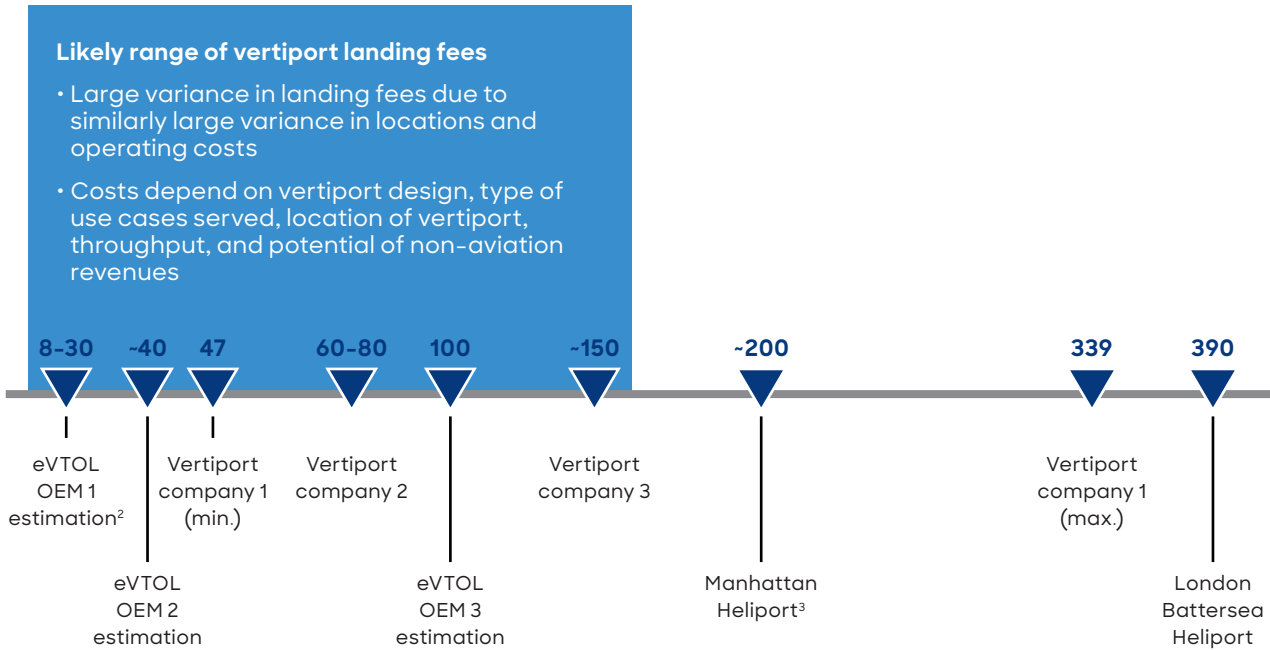 Likely range of vertiport landing fees
• Large variance in landing fees due to
similarly large variance in locations and
operating costs
• Costs depend on vertiport design, type of
use cases served, location of vertiport,
throughput, and potential of non-aviation
revenues
8-30
~40
47
60-80
100
~150
~200
339
390
eVTOL
OEM 1
estimation²
Vertiport
company 1
(min.)
Vertiport
company 2
Vertiport
company 3
Vertiport
company 1
(max.)
eVTOL
OEM 2
estimation
eVTOL
OEM 3
estimation
Manhattan
Heliport³
London
Battersea
Heliport